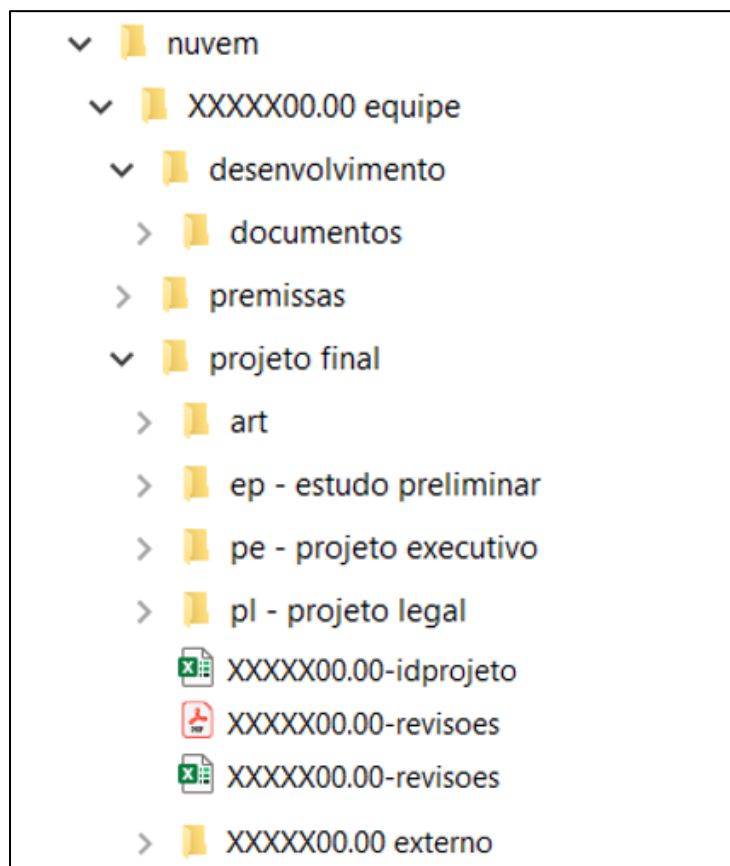 nuvem
XXXXX00.00 equipe
desenvolvimento
documentos
premissas
projeto final
art
ep - estudo preliminar
pe - projeto executivo
pl - projeto legal
XXXXX00.00-idprojeto
XXXXX00.00-revisoes
XXXXX00.00-revisoes
XXXXX00.00 externo